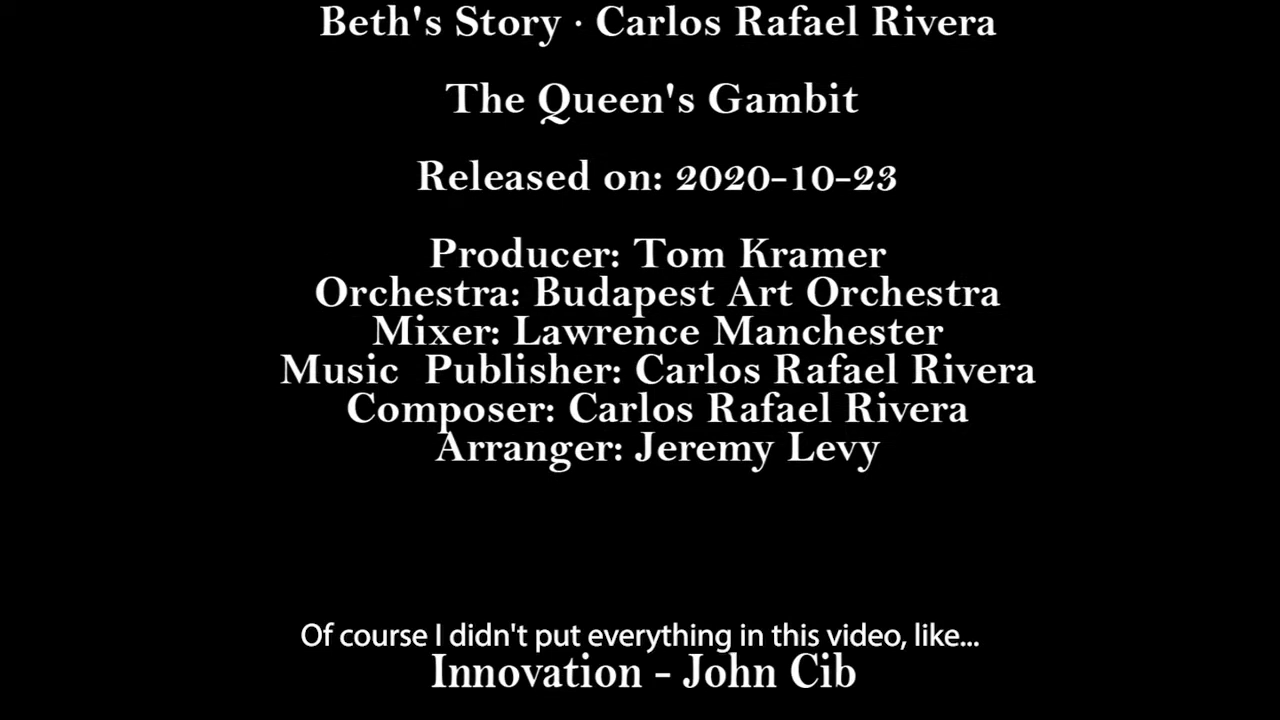 Beth's Story · Carlos Rafael Rivera
The Queen's Gambit
Released on: 2020-10-23
Producer: Tom Kramer
Orchestra: Budapest Art Orchestra
Mixer: Lawrence Manchester
Music  Publisher: Carlos Rafael Rivera
Composer: Carlos Rafael Rivera
Arranger: Jeremy Levy
Of course I didn't put everything in this video, like...
Innovation - John Cib